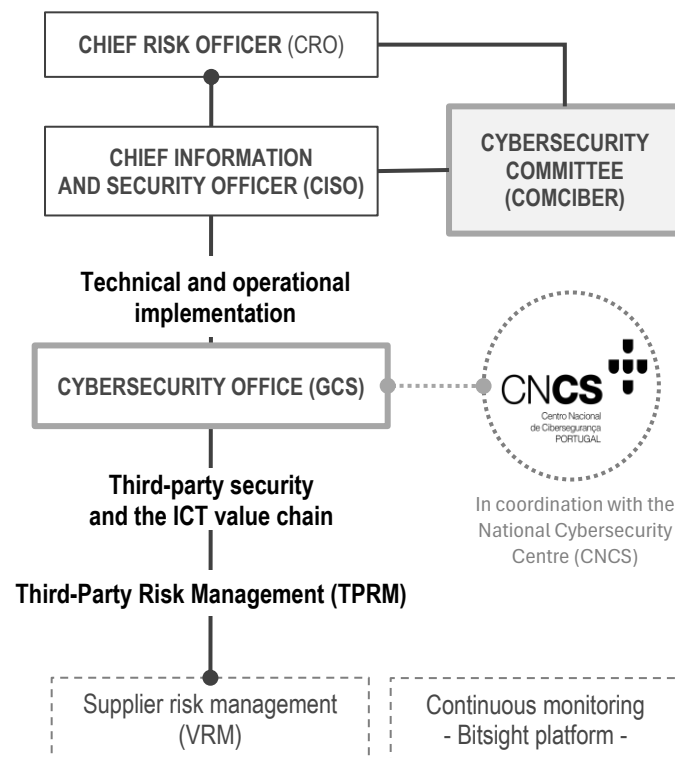 CHIEF RISK OFFICER (CRO)
CHIEF INFORMATION
AND SECURITY OFFICER (CISO)
CYBERSECURITY
COMMITTEE
(COMCIBER)
Technical and operational
implementation
CYBERSECURITY OFFICE (GCS)
CNCS
Centro Nacional
de Cibersegurança
PORTUGAL
In coordination with the
National Cybersecurity
Centre (CNCS)
Third-party security
and the ICT value chain
Third-Party Risk Management (TPRM)
Supplier risk management
(VRM)
Continuous monitoring
- Bitsight platform -